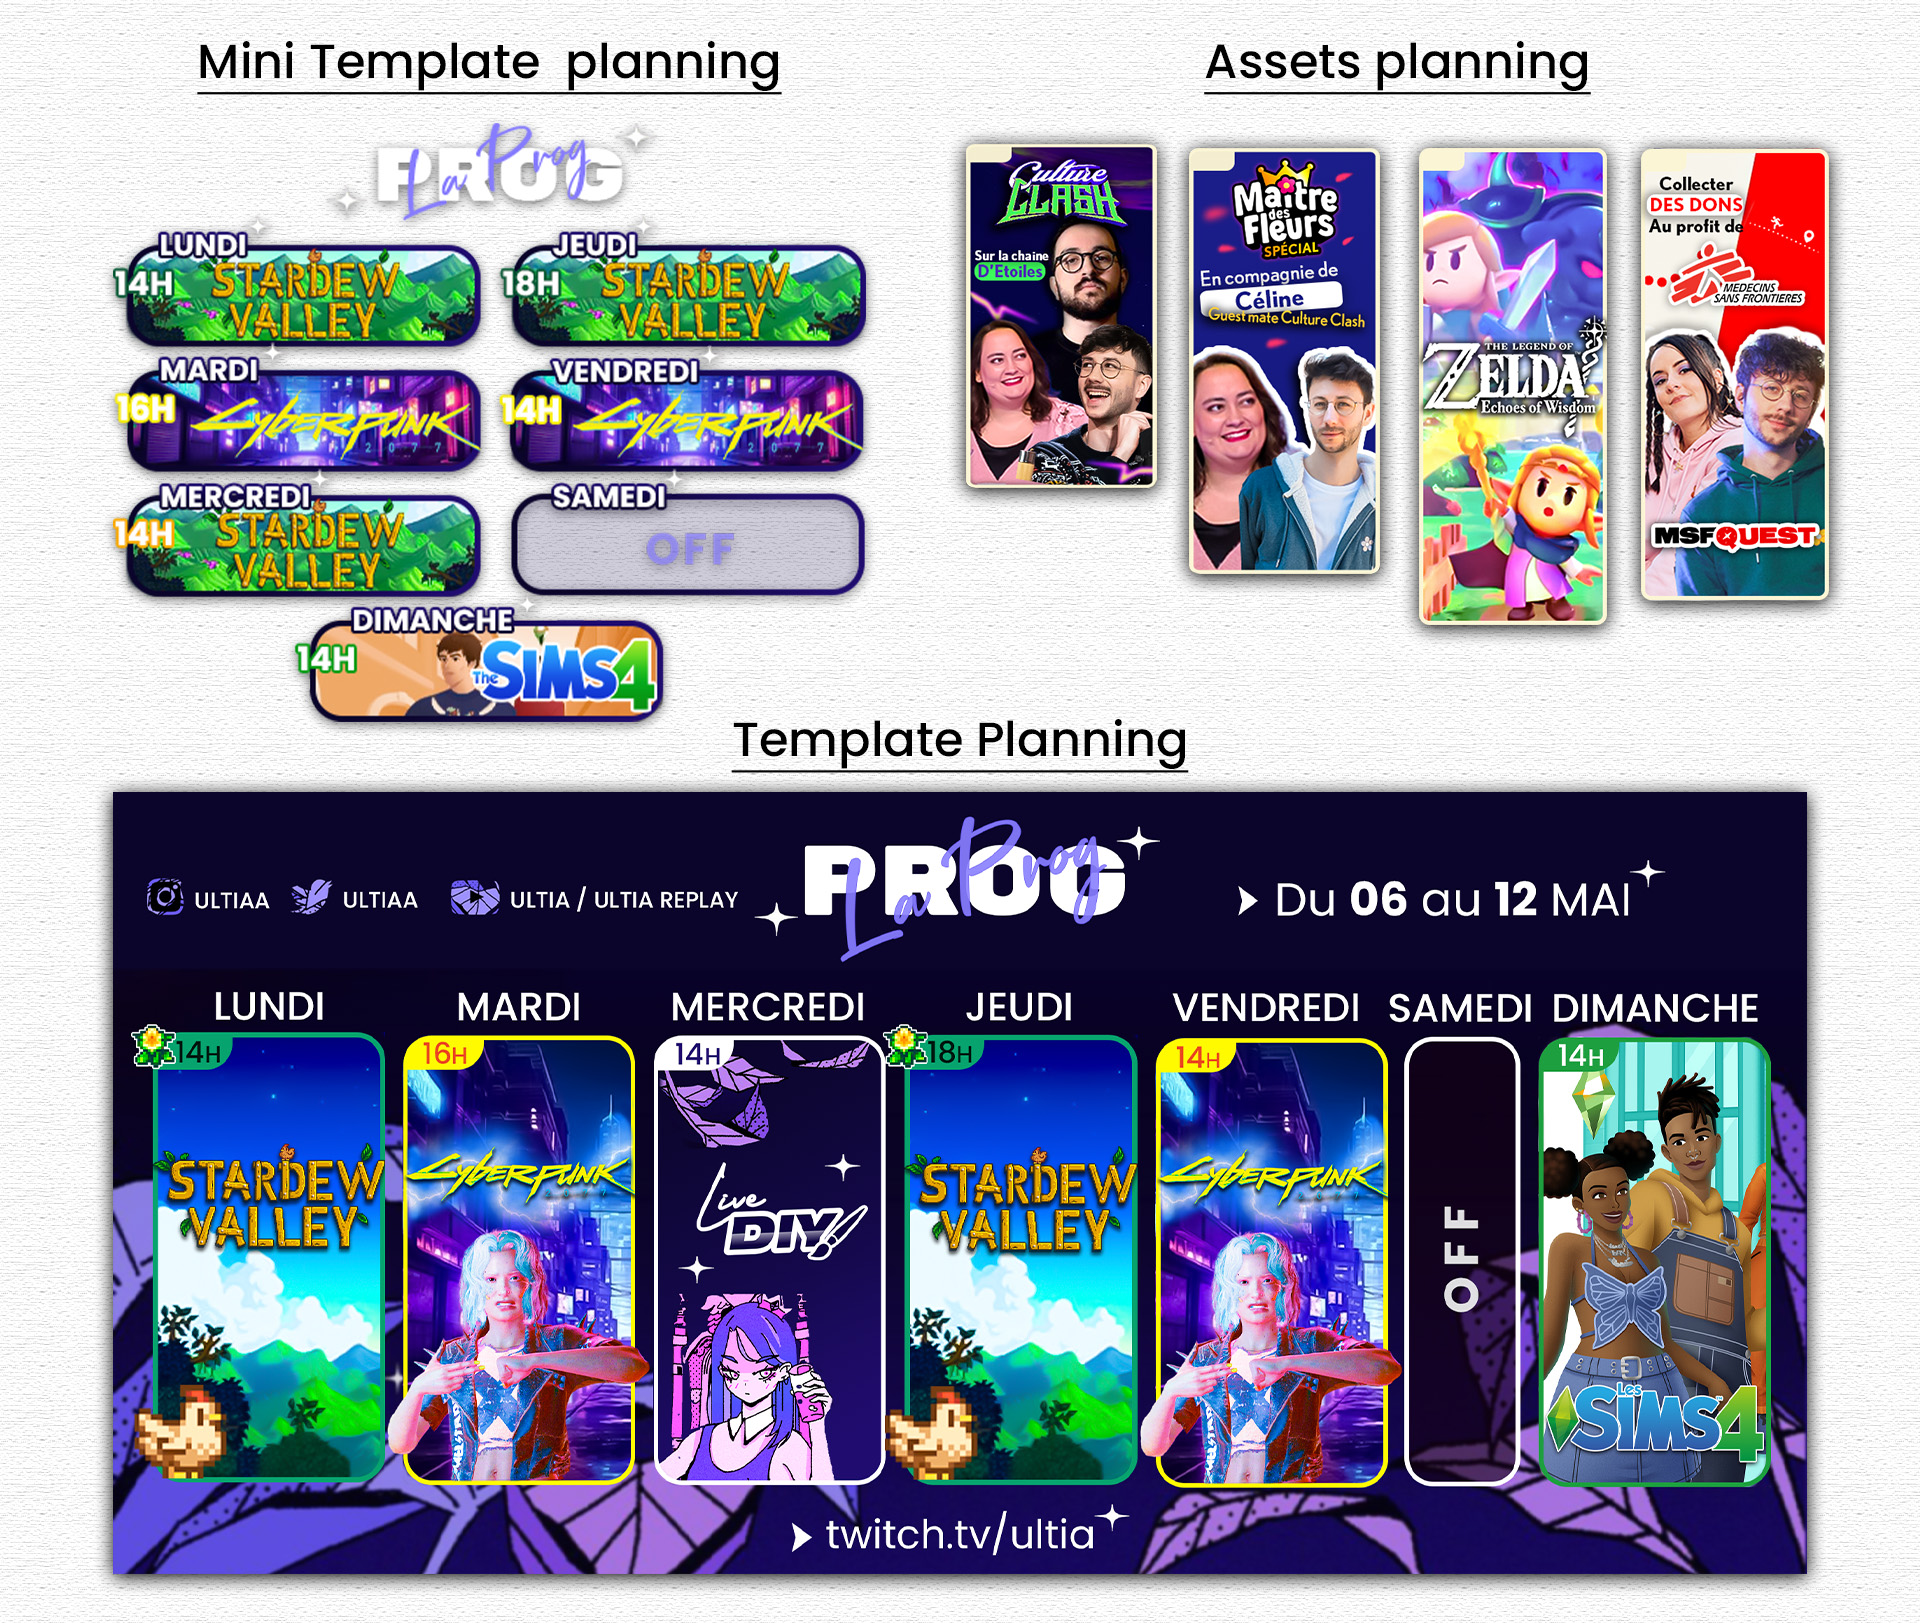 Mini Template planning
Assets planning
PROG
La Prog
LUNDI
14H
STARDEW
VALLEY
JEUDI
18H
STARDEW
VALLEY
MARDI
16H
Cyberpunk
2077
VENDREDI
14H
Cyberpunk
2077
MERCREDI
14H
STARDEW
VALLEY
SAMEDI
OFF
DIMANCHE
14H
The SIMS 4
Culture
CLASH
Sur la chaine
D'Etoiles
Maître
des
Fleurs
SPÉCIAL
En compagnie de
Céline
Guest mate Culture Clash
THE LEGEND OF
ZELDA
Echoes of Wisdom
Collecter
DES DONS
Au profit de
MEDECINS
SANS FRONTIERES
MSFQUEST
Template Planning
ULTIAA
ULTIAA
ULTIA / ULTIA REPLAY
PROG
La Prog
Du 06 au 12 MAI
LUNDI
MARDI
MERCREDI
JEUDI
VENDREDI
SAMEDI
DIMANCHE
14H
STARDEW
VALLEY
16H
Cyberpunk
14H
Live
DIY
18H
STARDEW
VALLEY
14H
Cyberpunk
OFF
14H
Les
SIMS 4
twitch.tv/ultia